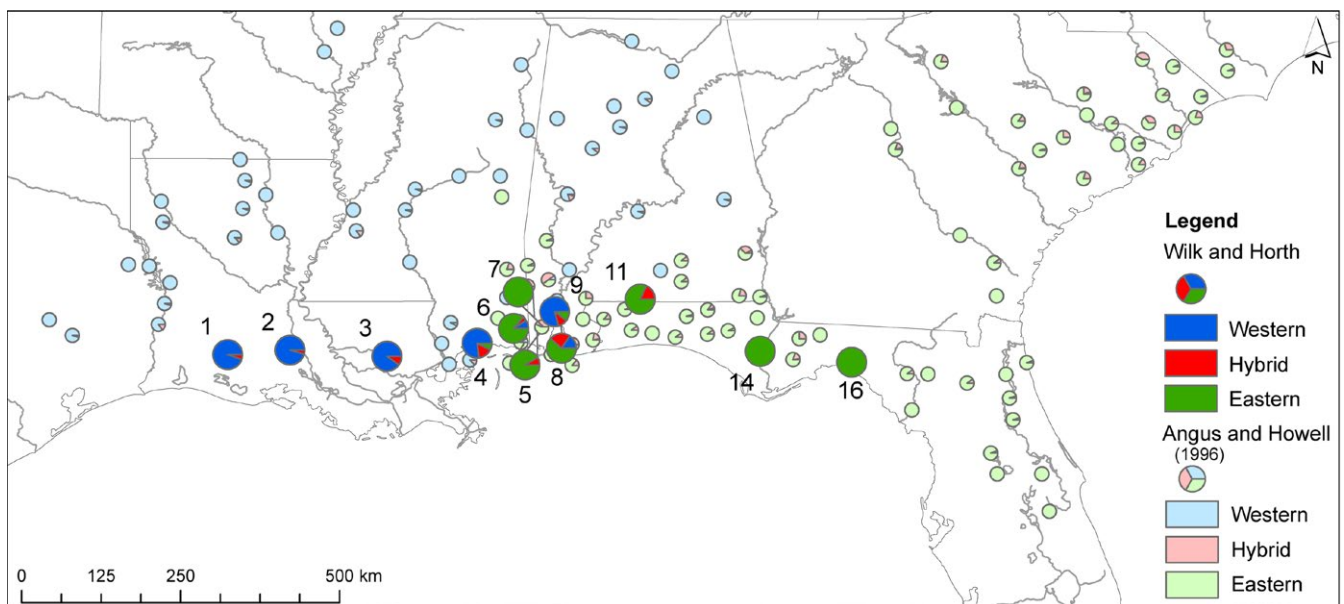 N
Legend
Wilk and Horth
Western
Hybrid
Eastern
Angus and Howell
(1996)
Western
Hybrid
Eastern
1
2
3
4
5
6
7
8
9
11
14
16
0 125 250 500 km